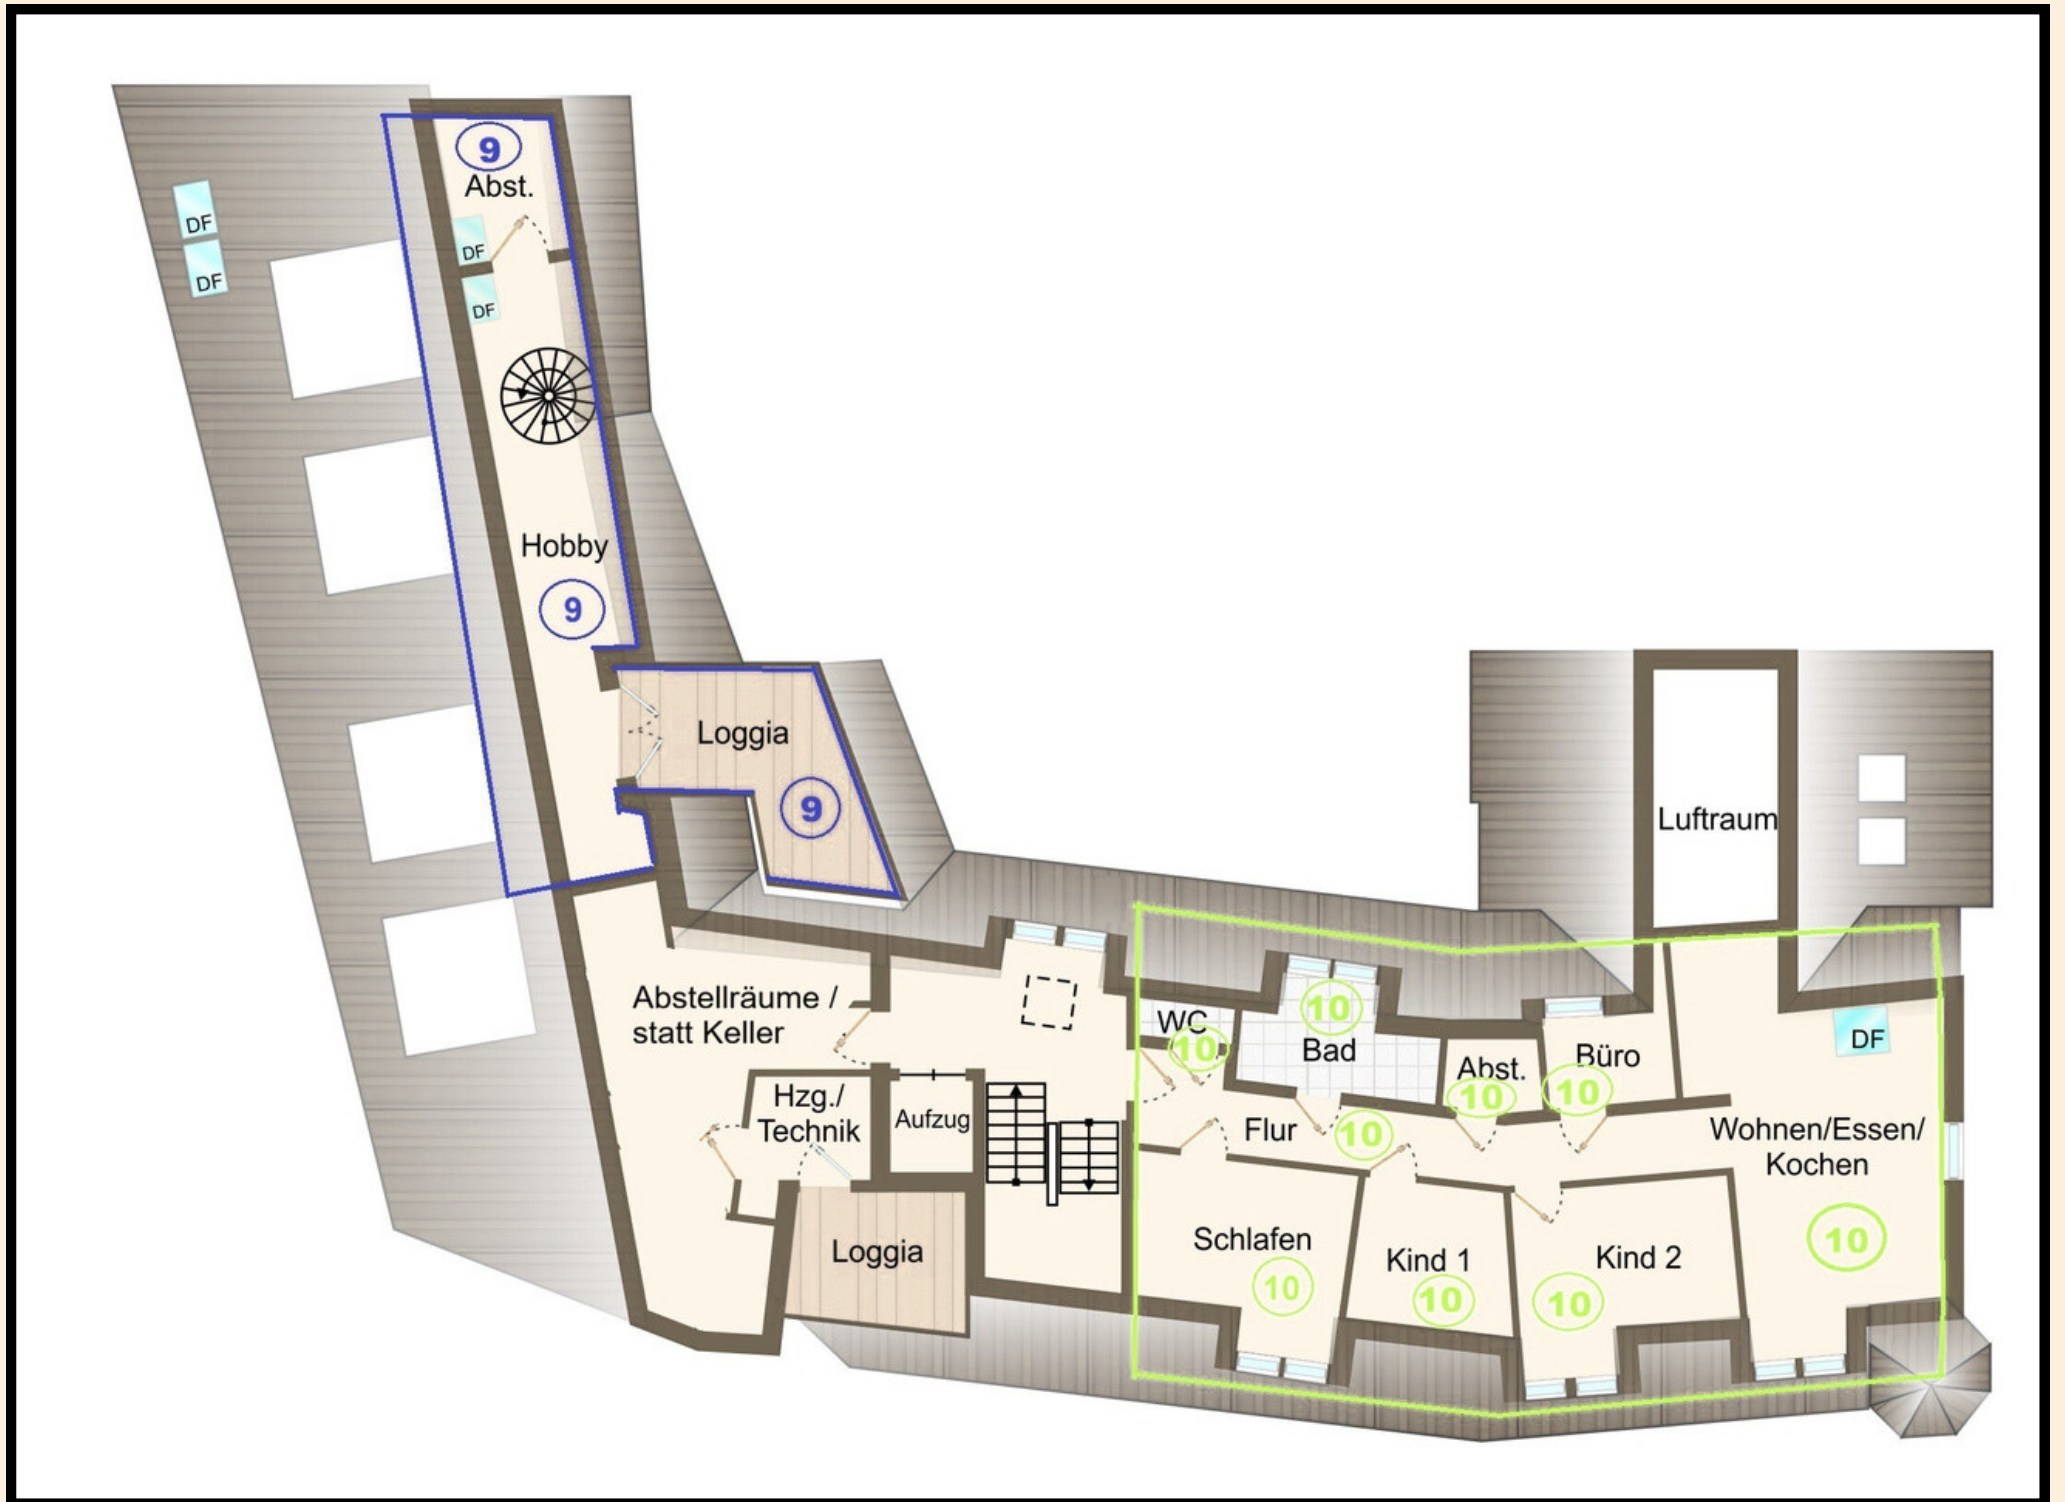 9
Abst.
DF
DF
DF
DF
Hobby
9
Loggia
9
Luftraum
Abstellräume /
statt Keller
Hzg./
Technik
Aufzug
Loggia
WC
10
10
Bad
Abst.
10
Büro
10
DF
Flur
10
Wohnen/Essen/
Kochen
10
Schlafen
10
Kind 1
10
Kind 2
10